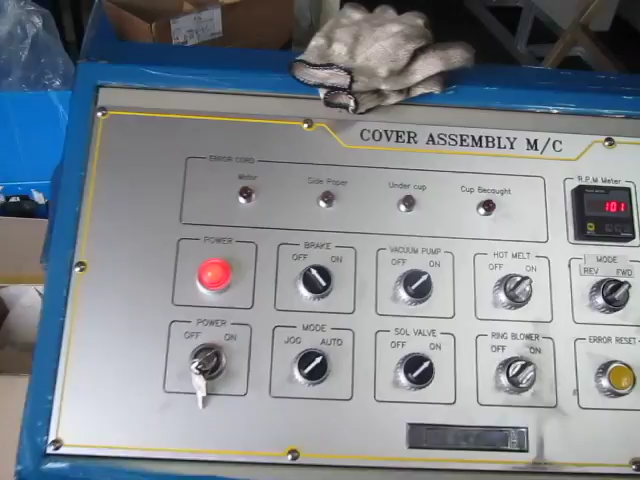 COVER ASSEMBLY M/C
ERROR CORD
Motor Side Paper Under cup Cup Becaught
R.P.M Meter
101
POWER
BRAKE
OFF ON
VACUUM PUMP
OFF ON
HOT MELT
OFF ON
MODE
REV FWD
POWER
OFF ON
MODE
JOG AUTO
SOL VALVE
OFF ON
RING BLOWER
OFF ON
ERROR RESET